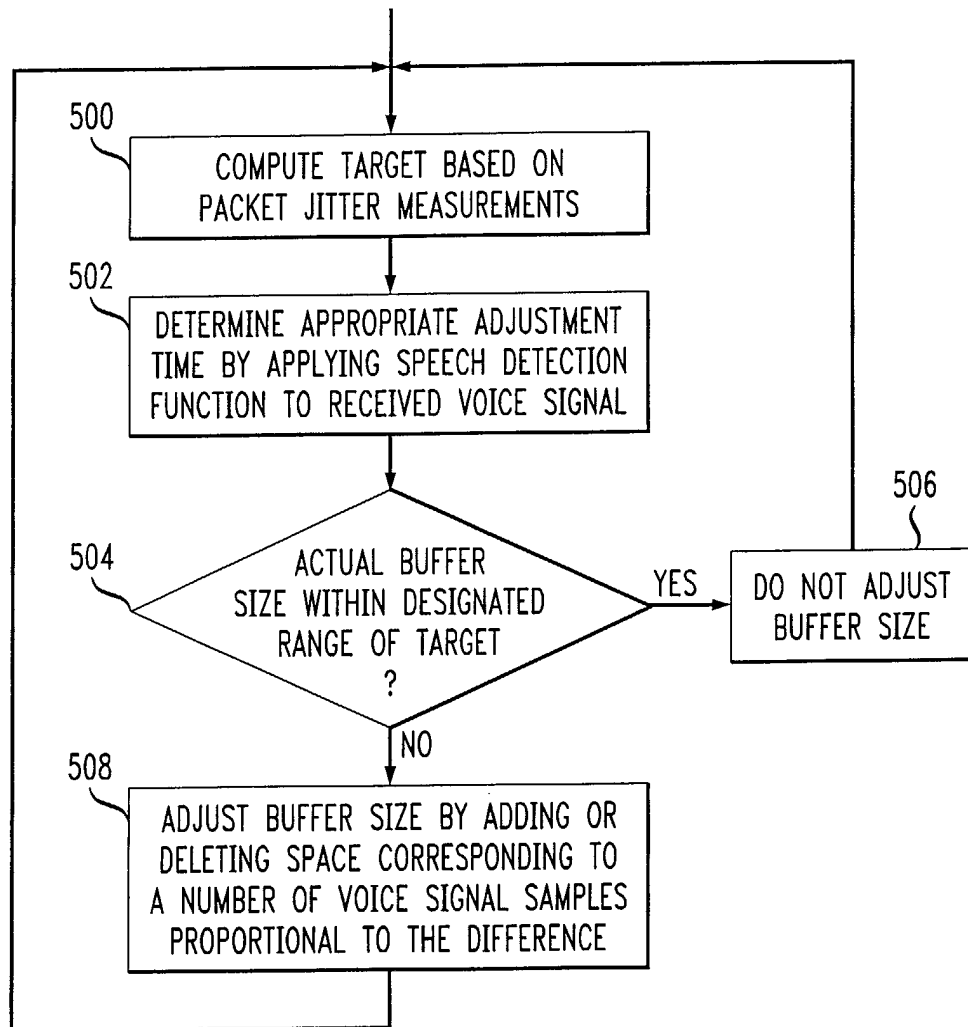 500
COMPUTE TARGET BASED ON
PACKET JITTER MEASUREMENTS
502
DETERMINE APPROPRIATE ADJUSTMENT
TIME BY APPLYING SPEECH DETECTION
FUNCTION TO RECEIVED VOICE SIGNAL
504
ACTUAL BUFFER
SIZE WITHIN DESIGNATED
RANGE OF TARGET
?
YES
506
DO NOT ADJUST
BUFFER SIZE
NO
508
ADJUST BUFFER SIZE BY ADDING OR
DELETING SPACE CORRESPONDING TO
A NUMBER OF VOICE SIGNAL SAMPLES
PROPORTIONAL TO THE DIFFERENCE